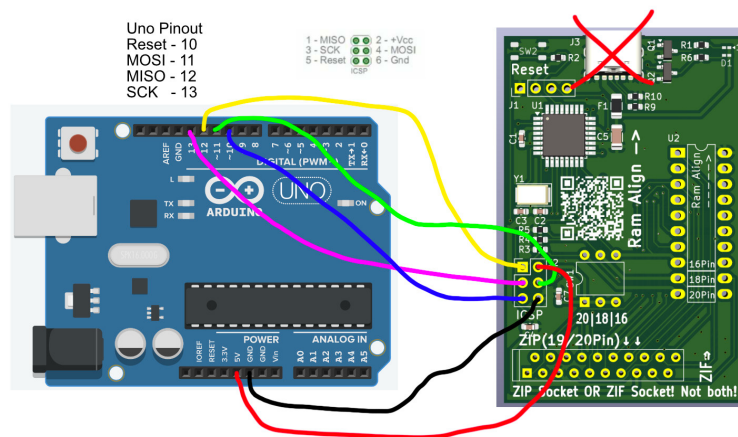 Uno Pinout
Reset - 10
MOSI - 11
MISO - 12
SCK - 13
1 - MISO 2 - +Vcc
3 - SCK 4 - MOSI
5 - Reset 6 - Gnd
ICSP
AREF
GND
13
12
~11
~10
~9
8
7
~6
~5
4
~3
2
TX→1
RX←0
DIGITAL (PWM~)
L
TX
RX
UNO
ARDUINO
ON
POWER
ANALOG IN
IOREF
RESET
3.3V
5V
GND
GND
Vin
A0
A1
A2
A3
A4
A5
SW2
R2
J3
Q1
R1
R6
D1
Reset
J1
U1
F1
R10
R9
C1
C5
U2
Ram Align -->
Ram Align
Y1
C3
C2
R5
R4
R3
16Pin
18Pin
20Pin
ICSP
C7
20|18|16
ZIP(19/20Pin)↓↓
ZIF⇒
ZIP Socket OR ZIF Socket! Not both!